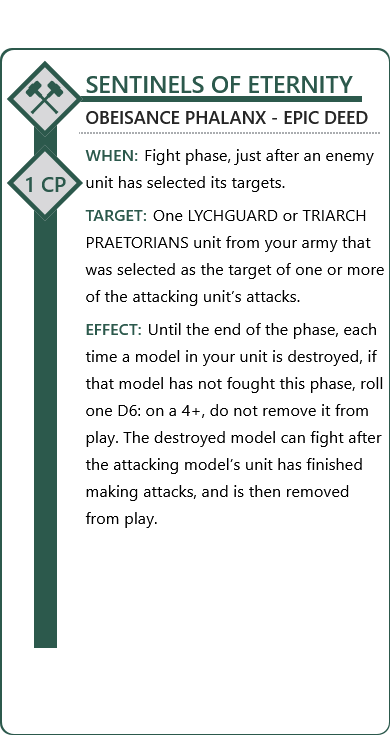 SENTINELS OF ETERNITY
OBEISANCE PHALANX - EPIC DEED
1 CP
WHEN: Fight phase, just after an enemy
unit has selected its targets.
TARGET: One LYCHGUARD or TRIARCH
PRAETORIANS unit from your army that
was selected as the target of one or more
of the attacking unit’s attacks.
EFFECT: Until the end of the phase, each
time a model in your unit is destroyed, if
that model has not fought this phase, roll
one D6: on a 4+, do not remove it from
play. The destroyed model can fight after
the attacking model’s unit has finished
making attacks, and is then removed
from play.